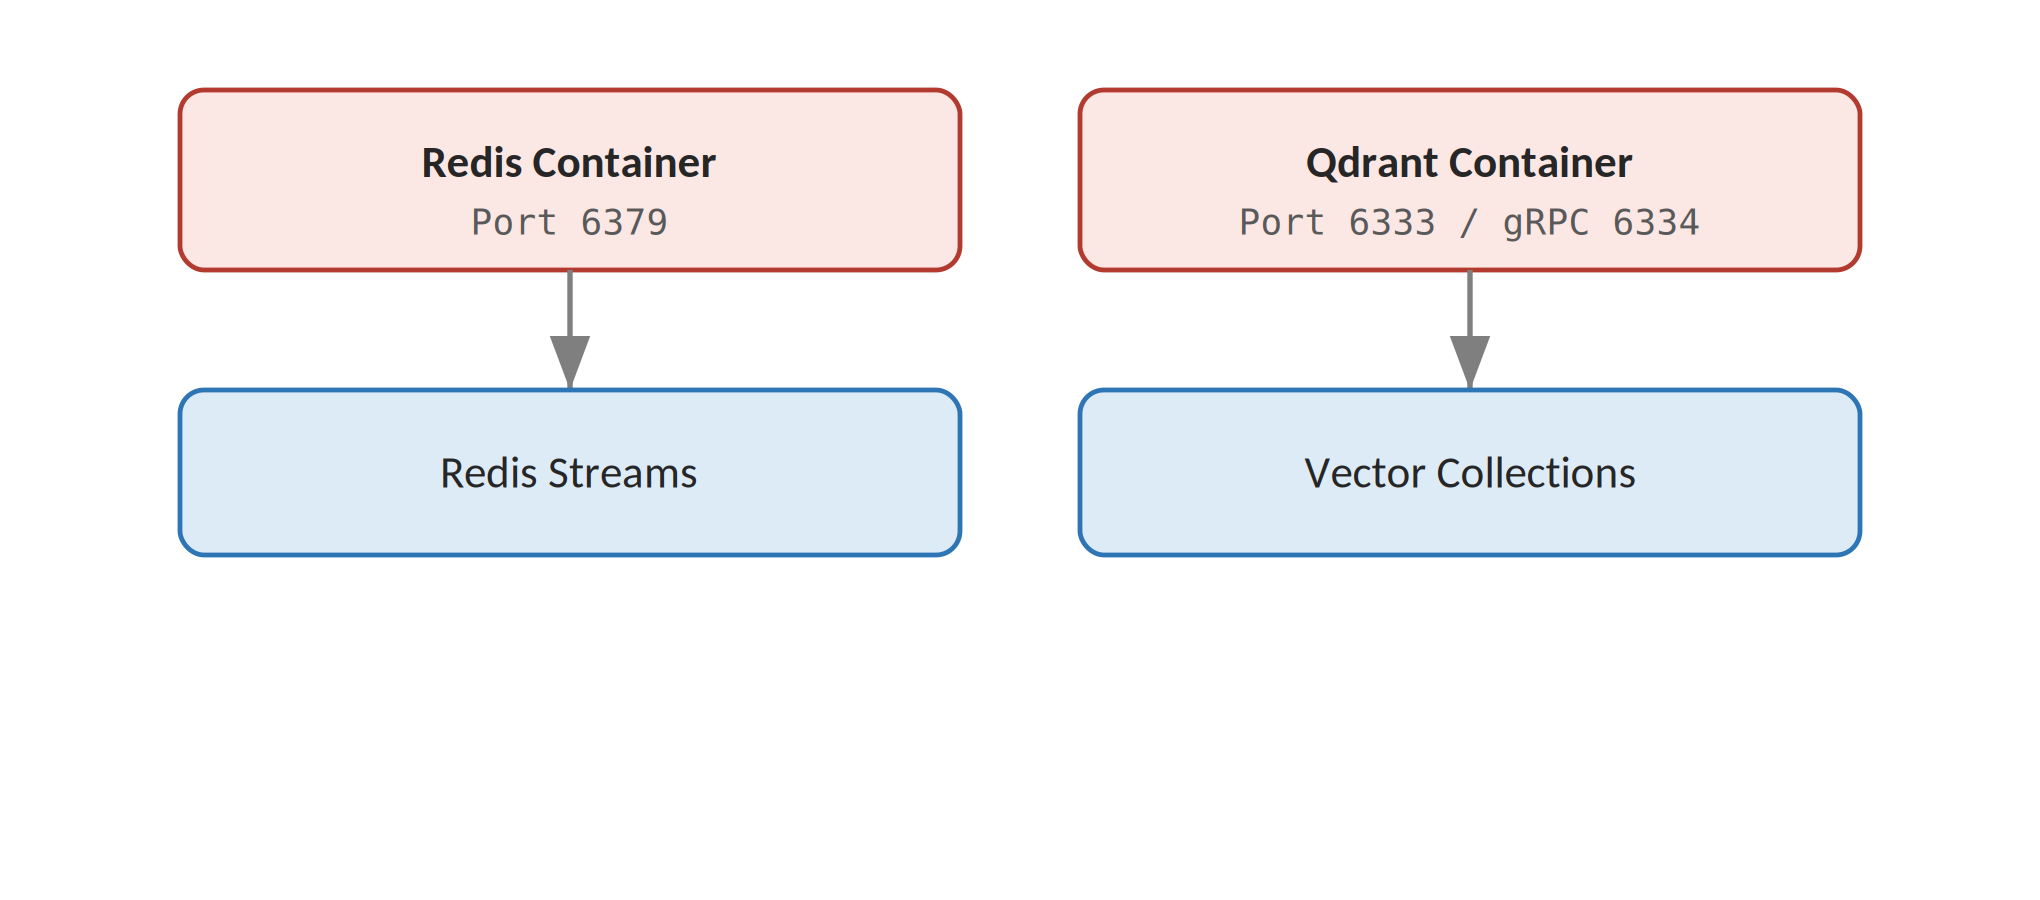 Redis Container
Port 6379
Qdrant Container
Port 6333 / gRPC 6334
Redis Streams
Vector Collections